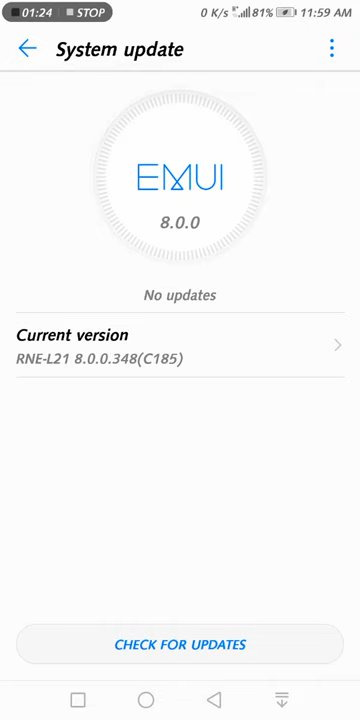 01:24 STOP 0 K/s H 81% 11:59 AM
System update
EMUI
8.0.0
No updates
Current version
RNE-L21 8.0.0.348(C185)
CHECK FOR UPDATES